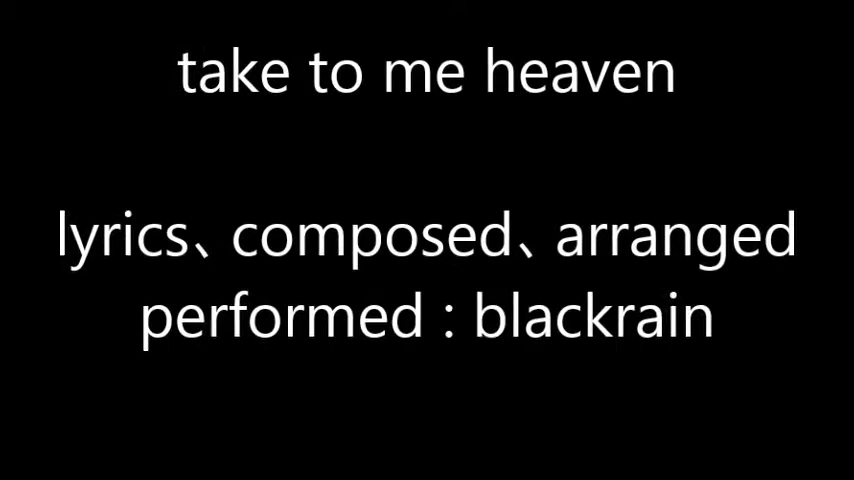 take to me heaven
lyrics、composed、arranged
performed : blackrain